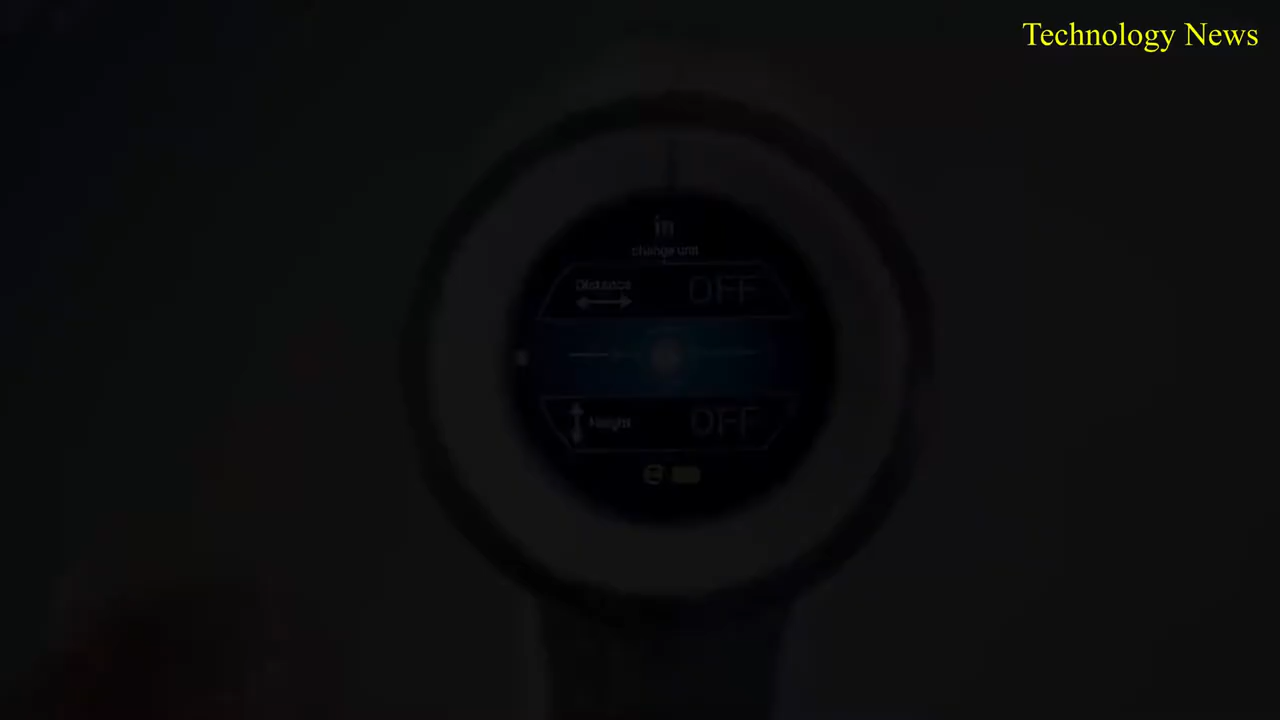 Technology News
in
change unit
Distance
OFF
Height
OFF